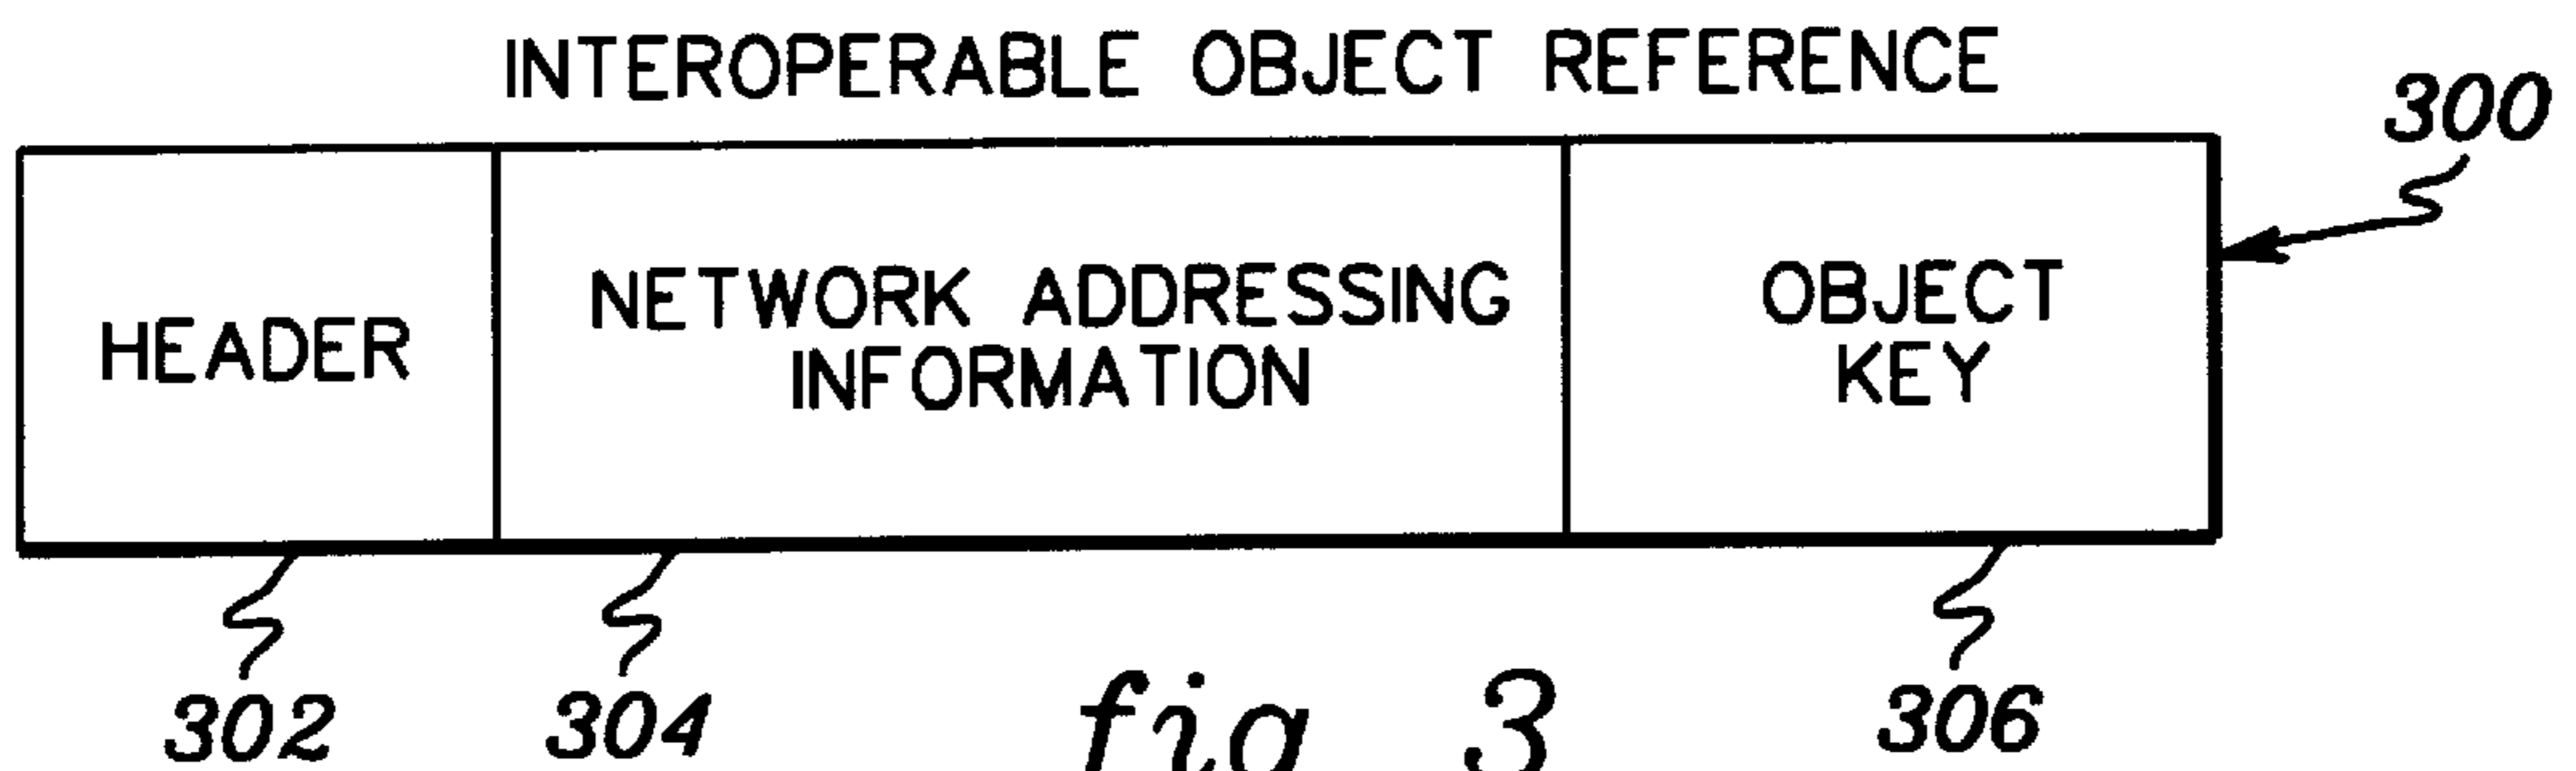 INTEROPERABLE OBJECT REFERENCE
300
HEADER
NETWORK ADDRESSING
INFORMATION
OBJECT
KEY
302
304
306
fig 3